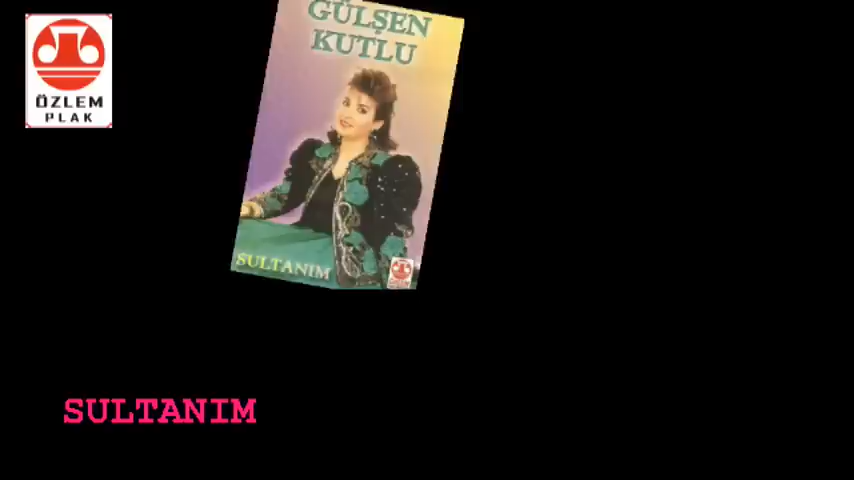 ÖZLEM
PLAK
GÜLŞEN
KUTLU
SULTANIM
SULTANIM